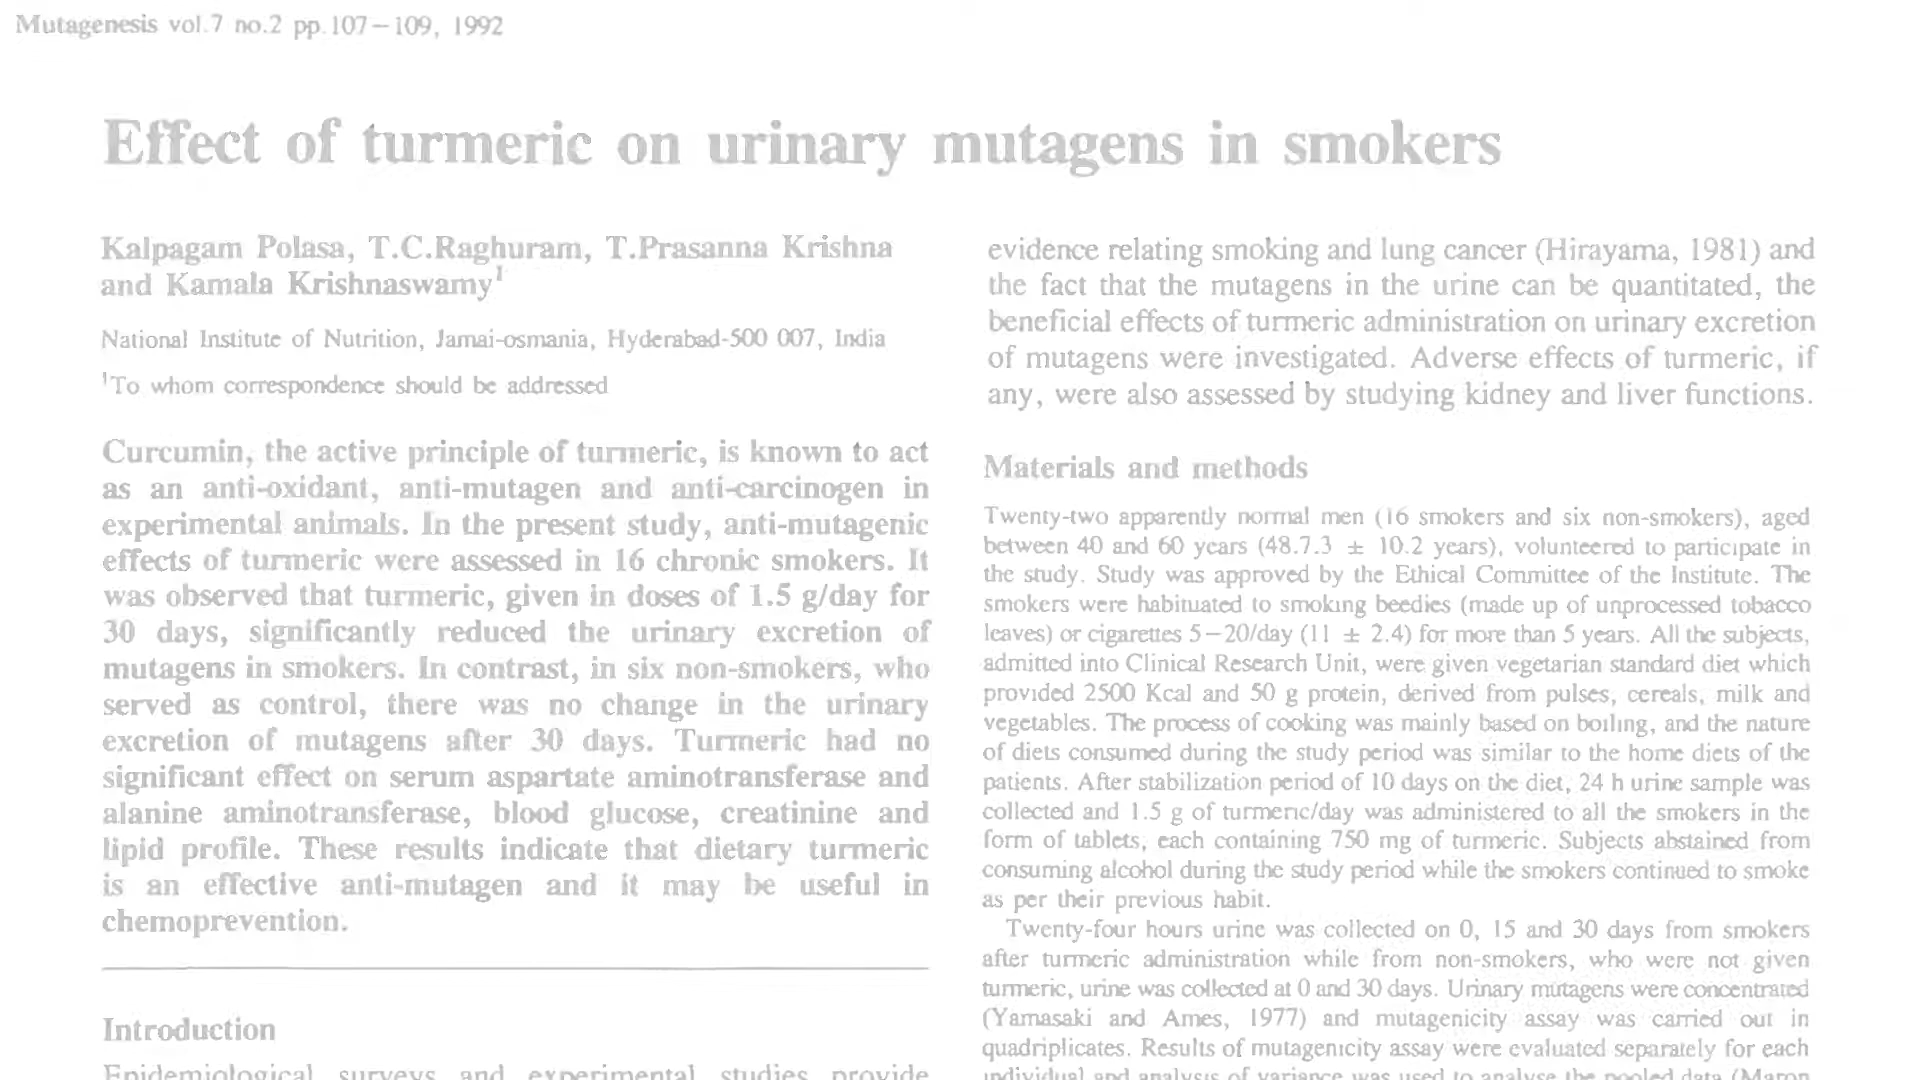 Mutagenesis vol.7 no.2 pp.107–109, 1992
Effect of turmeric on urinary mutagens in smokers
Kalpagam Polasa, T.C.Raghuram, T.Prasanna Krishna
and Kamala Krishnaswamy¹
National Institute of Nutrition, Jamai-osmania, Hyderabad-500 007, India
¹To whom correspondence should be addressed
Curcumin, the active principle of turmeric, is known to act
as an anti-oxidant, anti-mutagen and anti-carcinogen in
experimental animals. In the present study, anti-mutagenic
effects of turmeric were assessed in 16 chronic smokers. It
was observed that turmeric, given in doses of 1.5 g/day for
30 days, significantly reduced the urinary excretion of
mutagens in smokers. In contrast, in six non-smokers, who
served as control, there was no change in the urinary
excretion of mutagens after 30 days. Turmeric had no
significant effect on serum aspartate aminotransferase and
alanine aminotransferase, blood glucose, creatinine and
lipid profile. These results indicate that dietary turmeric
is an effective anti-mutagen and it may be useful in
chemoprevention.
Introduction
Epidemiological surveys and experimental studies provide
evidence relating smoking and lung cancer (Hirayama, 1981) and
the fact that the mutagens in the urine can be quantitated, the
beneficial effects of turmeric administration on urinary excretion
of mutagens were investigated. Adverse effects of turmeric, if
any, were also assessed by studying kidney and liver functions.
Materials and methods
Twenty-two apparently normal men (16 smokers and six non-smokers), aged
between 40 and 60 years (48.7.3 ± 10.2 years), volunteered to participate in
the study. Study was approved by the Ethical Committee of the Institute. The
smokers were habituated to smoking beedies (made up of unprocessed tobacco
leaves) or cigarettes 5–20/day (11 ± 2.4) for more than 5 years. All the subjects,
admitted into Clinical Research Unit, were given vegetarian standard diet which
provided 2500 Kcal and 50 g protein, derived from pulses, cereals, milk and
vegetables. The process of cooking was mainly based on boiling, and the nature
of diets consumed during the study period was similar to the home diets of the
patients. After stabilization period of 10 days on the diet, 24 h urine sample was
collected and 1.5 g of turmeric/day was administered to all the smokers in the
form of tablets, each containing 750 mg of turmeric. Subjects abstained from
consuming alcohol during the study period while the smokers continued to smoke
as per their previous habit.
Twenty-four hours urine was collected on 0, 15 and 30 days from smokers
after turmeric administration while from non-smokers, who were not given
turmeric, urine was collected at 0 and 30 days. Urinary mutagens were concentrated
(Yamasaki and Ames, 1977) and mutagenicity assay was carried out in
quadriplicates. Results of mutagenicity assay were evaluated separately for each
individual and analysis of variance was used to analyse the pooled data (Maron